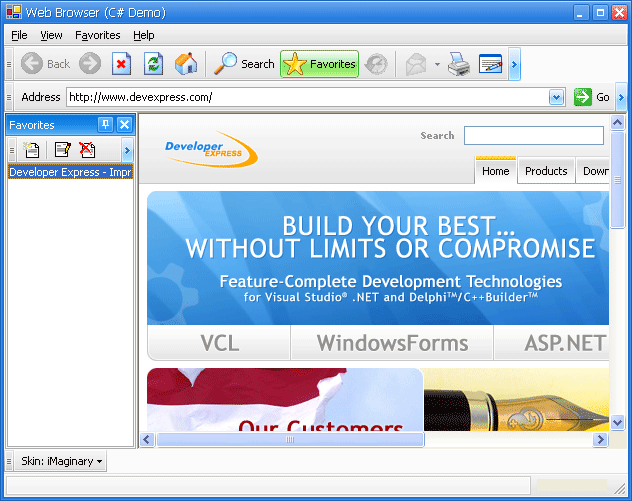 Web Browser (C# Demo)
File View Favorites Help
Back Search Favorites
Address http://www.devexpress.com/ Go
Favorites
Developer Express - Impr
Developer EXPRESS
Search
Home Products Down
BUILD YOUR BEST...
WITHOUT LIMITS OR COMPROMISE
Feature-Complete Development Technologies
for Visual Studio® .NET and Delphi™/C++Builder™
VCL WindowsForms ASP.NET
Our Customers
Skin: iMaginary